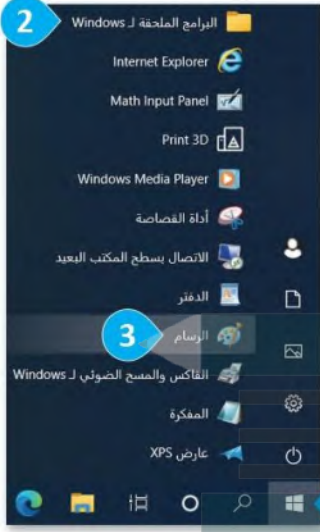 2
البرامج الملحقة لـ Windows
Internet Explorer
Math Input Panel
Print 3D
Windows Media Player
أداة القصاصة
الاتصال بسطح المكتب البعيد
الدفتر
3
الرسام
الفاكس والمسح الضوئي لـ Windows
المفكرة
عارض XPS